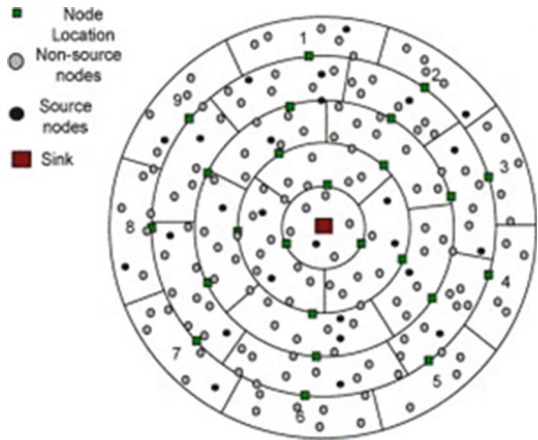 Node
Location
Non-source
nodes
Source
nodes
Sink
1
2
3
4
5
6
7
8
9